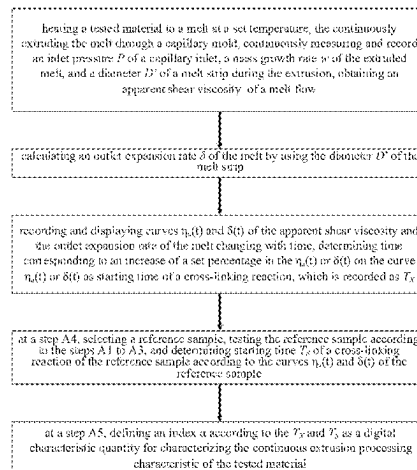 heating a tested material to a melt at a set temperature, the continuously
extruding the melt through a capillary mold, continuously measuring and record
an inlet pressure P of a capillary inlet, a mass growth rate w of the extruded
melt, and a diameter D' of a melt strip during the extrusion, obtaining an
apparent shear viscosity of a melt flow
calculating an outlet expansion rate δ of the melt by using the diameter D' of the
melt strip
recording and displaying curves ηₐ(t) and δ(t) of the apparent shear viscosity and
the outlet expansion rate of the melt changing with time, determining time
corresponding to an increase of a set percentage in the ηₐ(t) or δ(t) on the curve
ηₐ(t) or δ(t) as starting time of a cross-linking reaction, which is recorded as
at a step A4, selecting a reference sample, testing the reference sample according
to the steps A1 to A3, and determining starting time of a cross-linking
reaction of the reference sample according to the curves ηₐ(t) and δ(t) of the
reference sample
at a step A5, defining an index α according to the and as a digital
characteristic quantity for characterizing the continuous extrusion processing
characteristic of the tested material